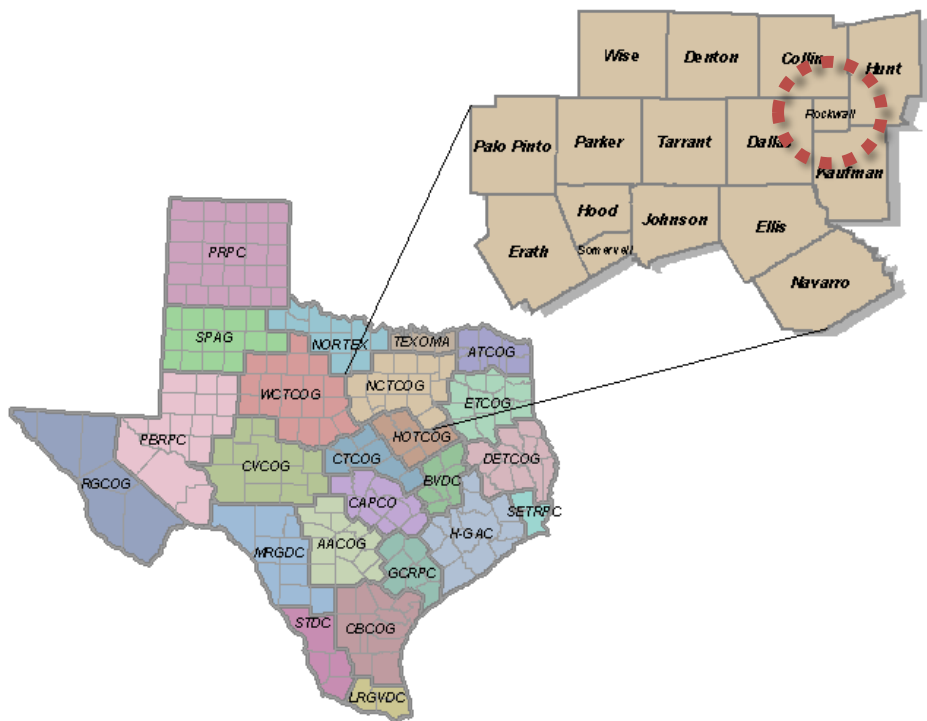 Wise
Denton
Collin
Hunt
Rockwall
Palo Pinto
Parker
Tarrant
Dallas
Kaufman
Hood
Johnson
Ellis
Erath
Somervell
Navarro
PRPC
SPAG
NORTEX
TEXOMA
ATCOG
WCTCOG
NCTCOG
ETCOG
PBRPC
HOTCOG
CVCOG
CTCOG
DETCOG
RGCOG
BVDC
CAPCO
SETRPC
H-GAC
AACOG
MRGDC
GCRPC
STDC
CBCOG
LRGVDC